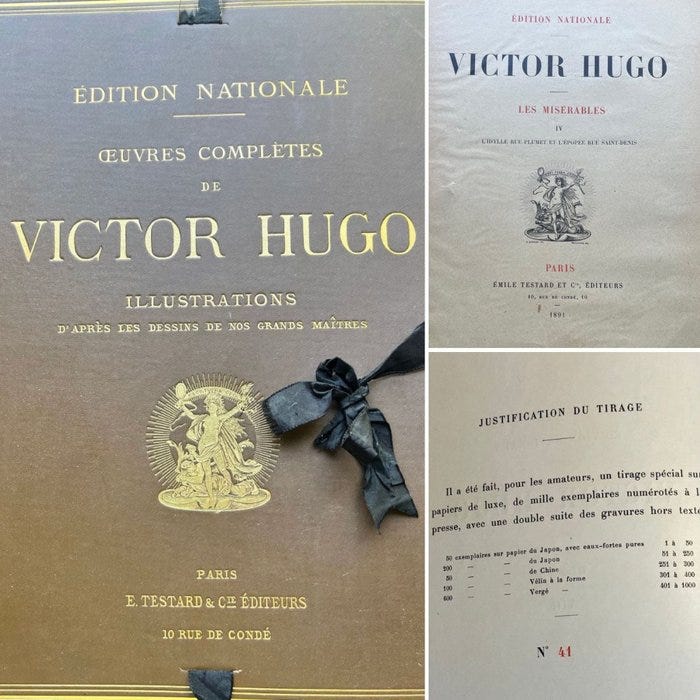 ÉDITION NATIONALE
ŒUVRES COMPLÈTES
DE
VICTOR HUGO
ILLUSTRATIONS
D'APRÈS LES DESSINS DE NOS GRANDS MAÎTRES
PARIS
E. TESTARD & CIE ÉDITEURS
10 RUE DE CONDÉ
ÉDITION NATIONALE
VICTOR HUGO
LES MISÉRABLES
IV
L'IDYLLE RUE PLUMET ET L'ÉPOPÉE RUE SAINT-DENIS
PARIS
ÉMILE TESTARD ET Cie, ÉDITEURS
10, RUE DE CONDÉ, 10
1891
JUSTIFICATION DU TIRAGE
Il a été fait, pour les amateurs, un tirage spécial sur
papiers de luxe, de mille exemplaires numérotés à l
presse, avec une double suite des gravures hors texte
50 exemplaires sur papier du Japon, avec eaux-fortes pures 1 à 50
200 — — du Japon 51 à 250
50 — — de Chine 251 à 300
100 — — Vélin à la forme 301 à 400
600 — — Vergé — 401 à 1000
N° 41